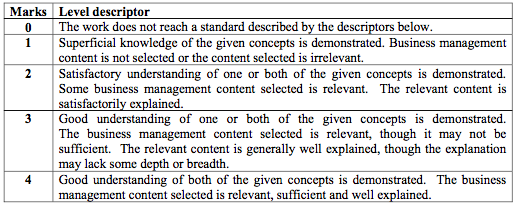 Marks Level descriptor
0 The work does not reach a standard described by the descriptors below.
1 Superficial knowledge of the given concepts is demonstrated. Business management
content is not selected or the content selected is irrelevant.
2 Satisfactory understanding of one or both of the given concepts is demonstrated.
Some business management content selected is relevant. The relevant content is
satisfactorily explained.
3 Good understanding of one or both of the given concepts is demonstrated.
The business management content selected is relevant, though it may not be
sufficient. The relevant content is generally well explained, though the explanation
may lack some depth or breadth.
4 Good understanding of both of the given concepts is demonstrated. The business
management content selected is relevant, sufficient and well explained.